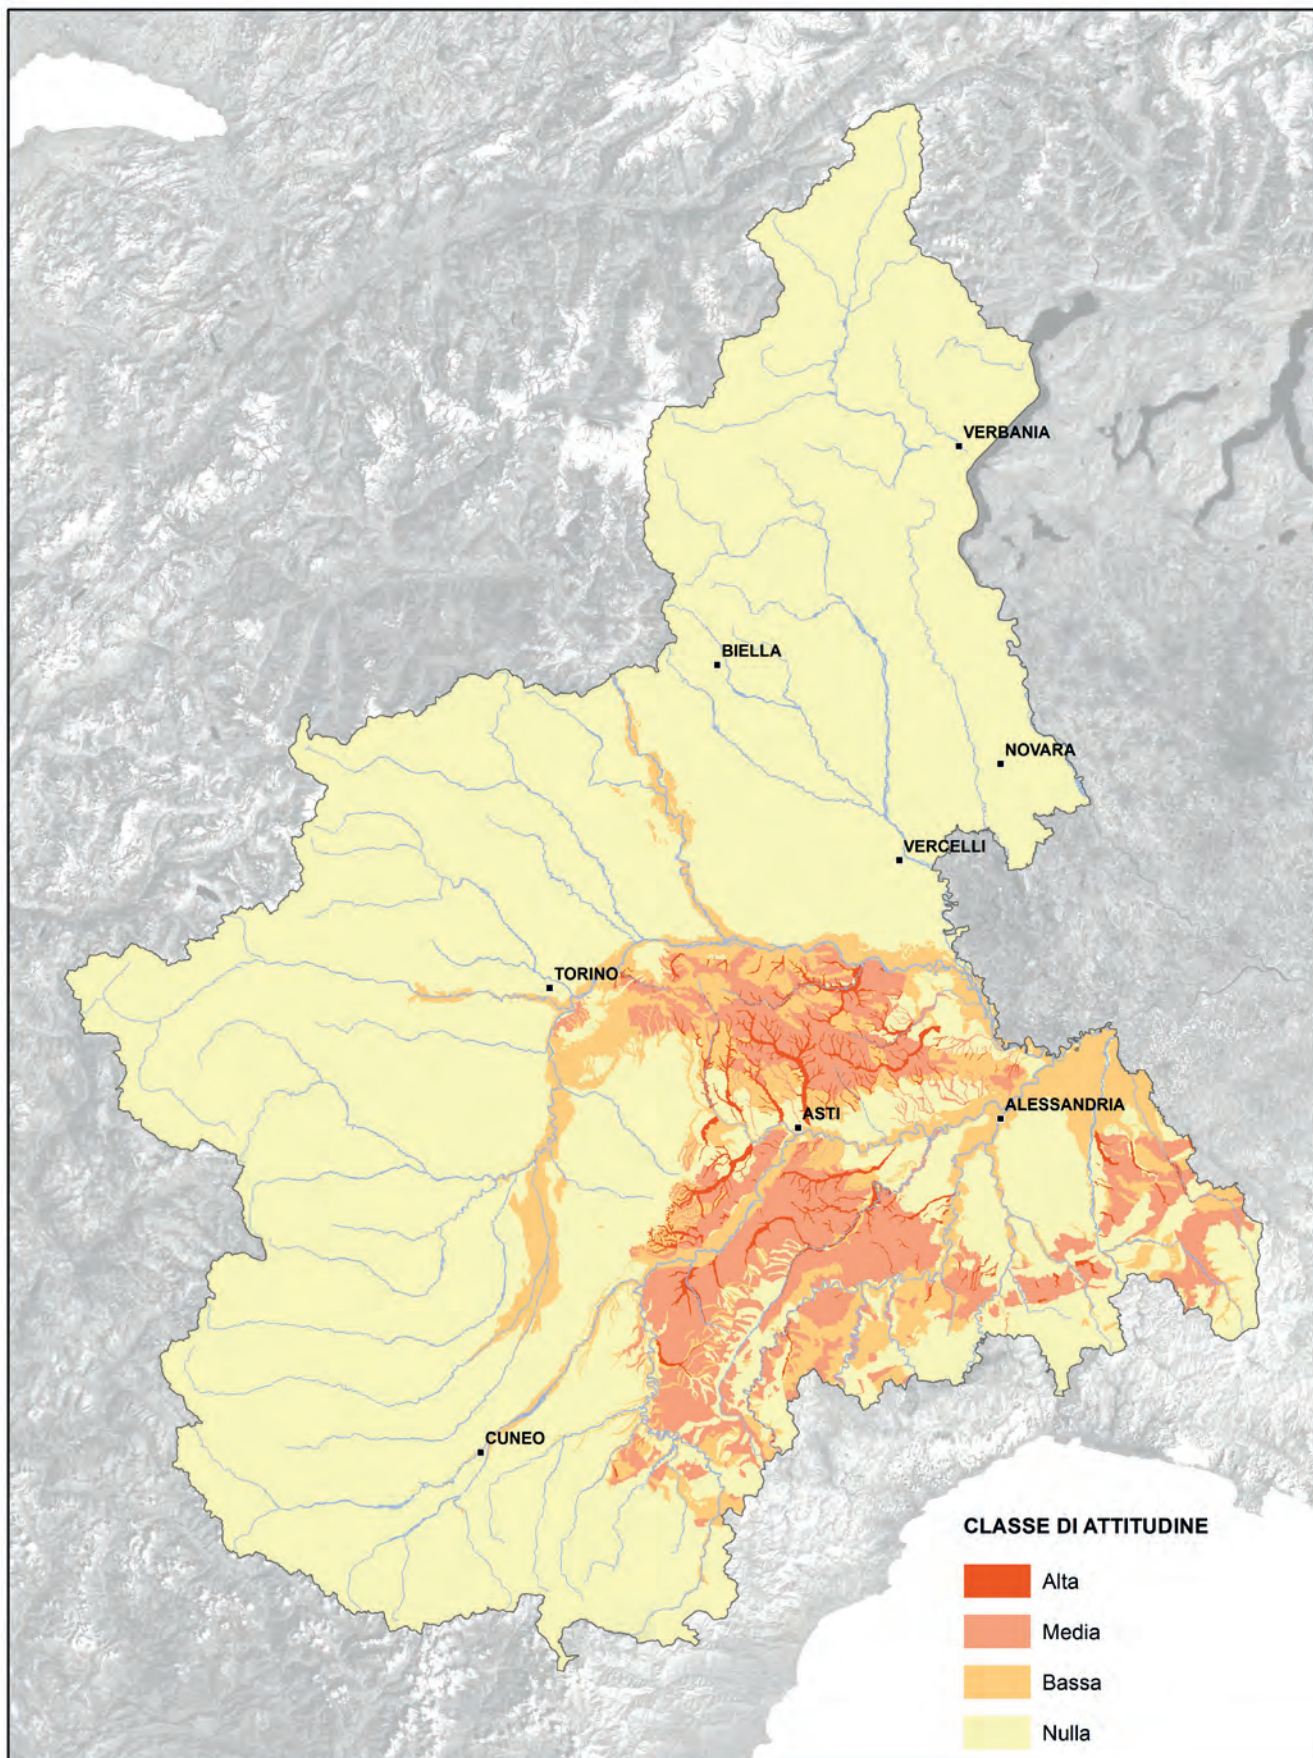 VERBANIA
BIELLA
NOVARA
VERCELLI
TORINO
ASTI
ALESSANDRIA
CUNEO
CLASSE DI ATTITUDINE
Alta
Media
Bassa
Nulla